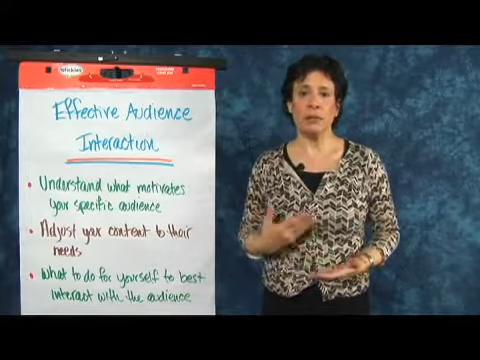 Effective Audience
Interaction
• Understand what motivates
your specific audience
• Adjust your content to their
needs
• What to do for yourself to best
interact with the audience